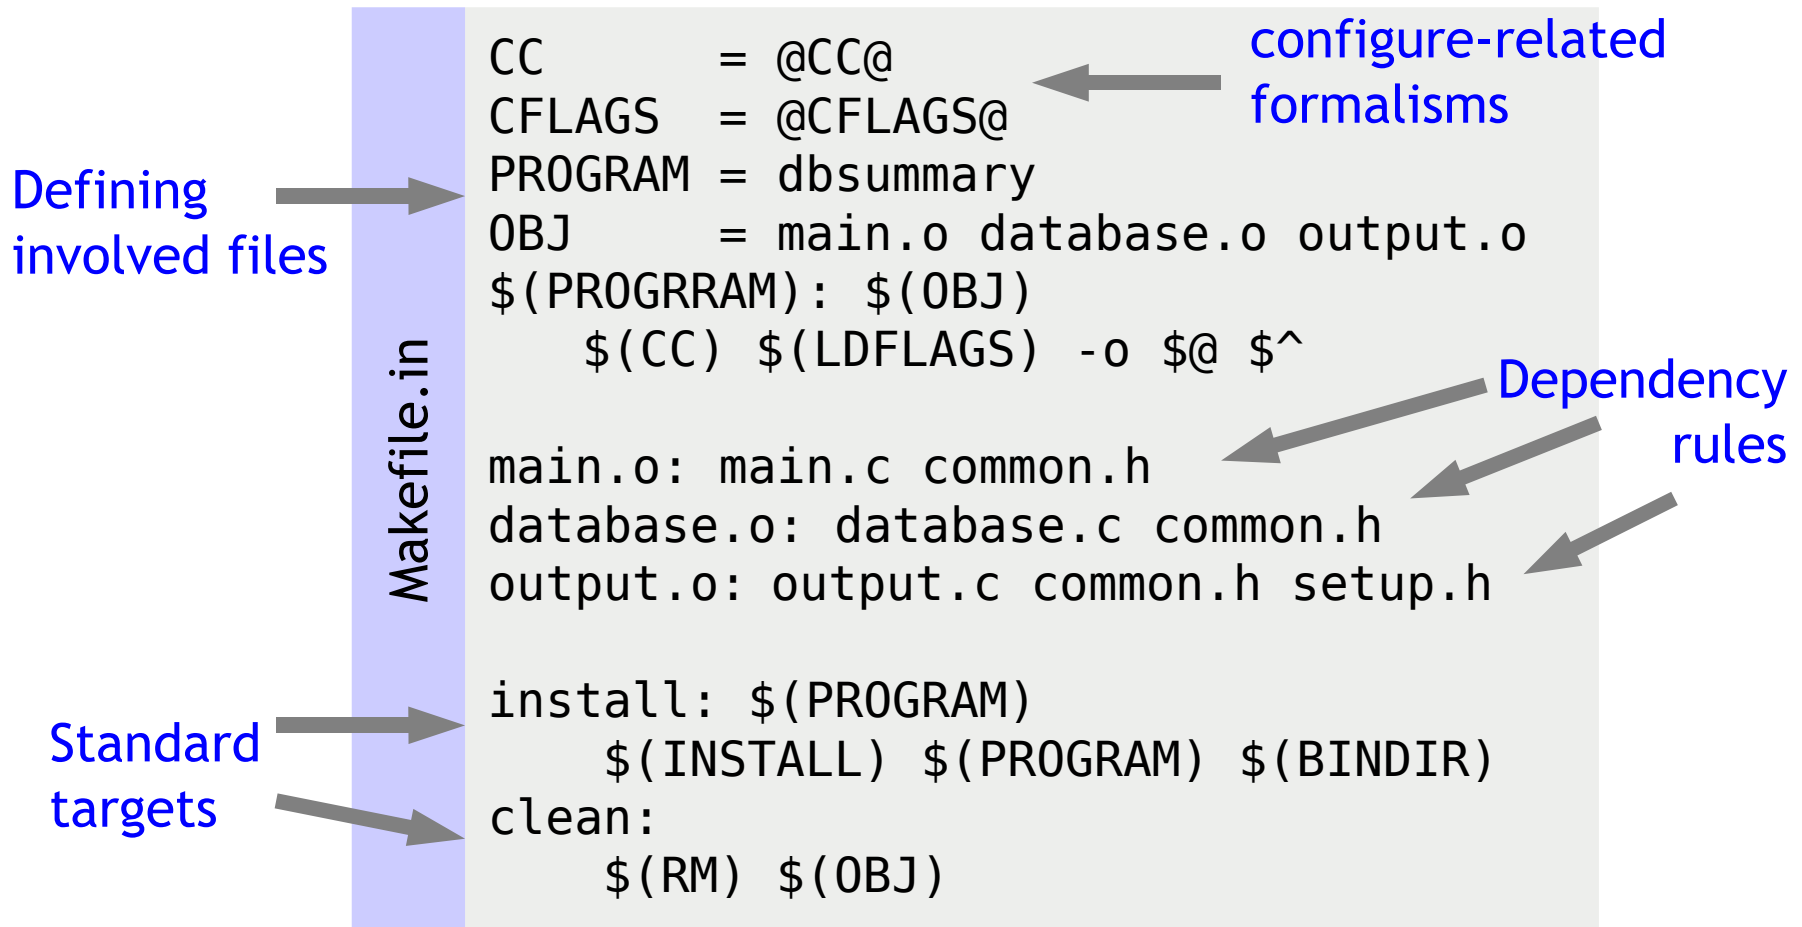 configure-related
formalisms
Defining
involved files
Makefile.in
CC      = @CC@
CFLAGS  = @CFLAGS@
PROGRAM = dbsummary
OBJ     = main.o database.o output.o
$(PROGRRAM): $(OBJ)
    $(CC) $(LDFLAGS) -o $@ $^
Dependency
rules
main.o: main.c common.h
database.o: database.c common.h
output.o: output.c common.h setup.h
Standard
targets
install: $(PROGRAM)
    $(INSTALL) $(PROGRAM) $(BINDIR)
clean:
    $(RM) $(OBJ)